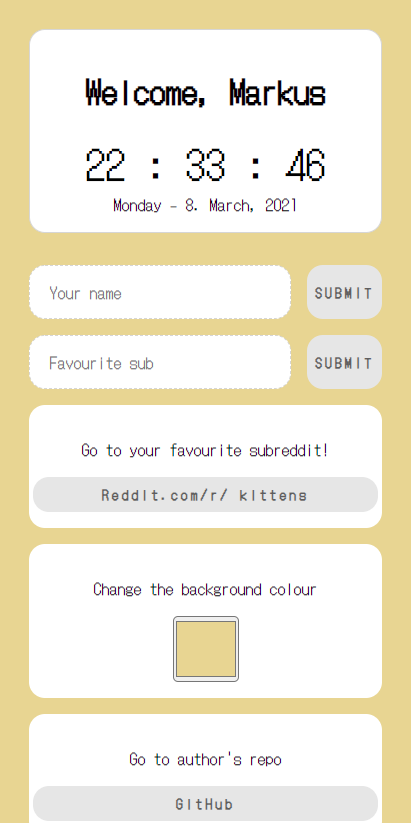 Welcome, Markus
22 : 33 : 46
Monday - 8. March, 2021
Your name
SUBMIT
Favourite sub
SUBMIT
Go to your favourite subreddit!
Reddit.com/r/ kittens
Change the background colour
Go to author's repo
GitHub